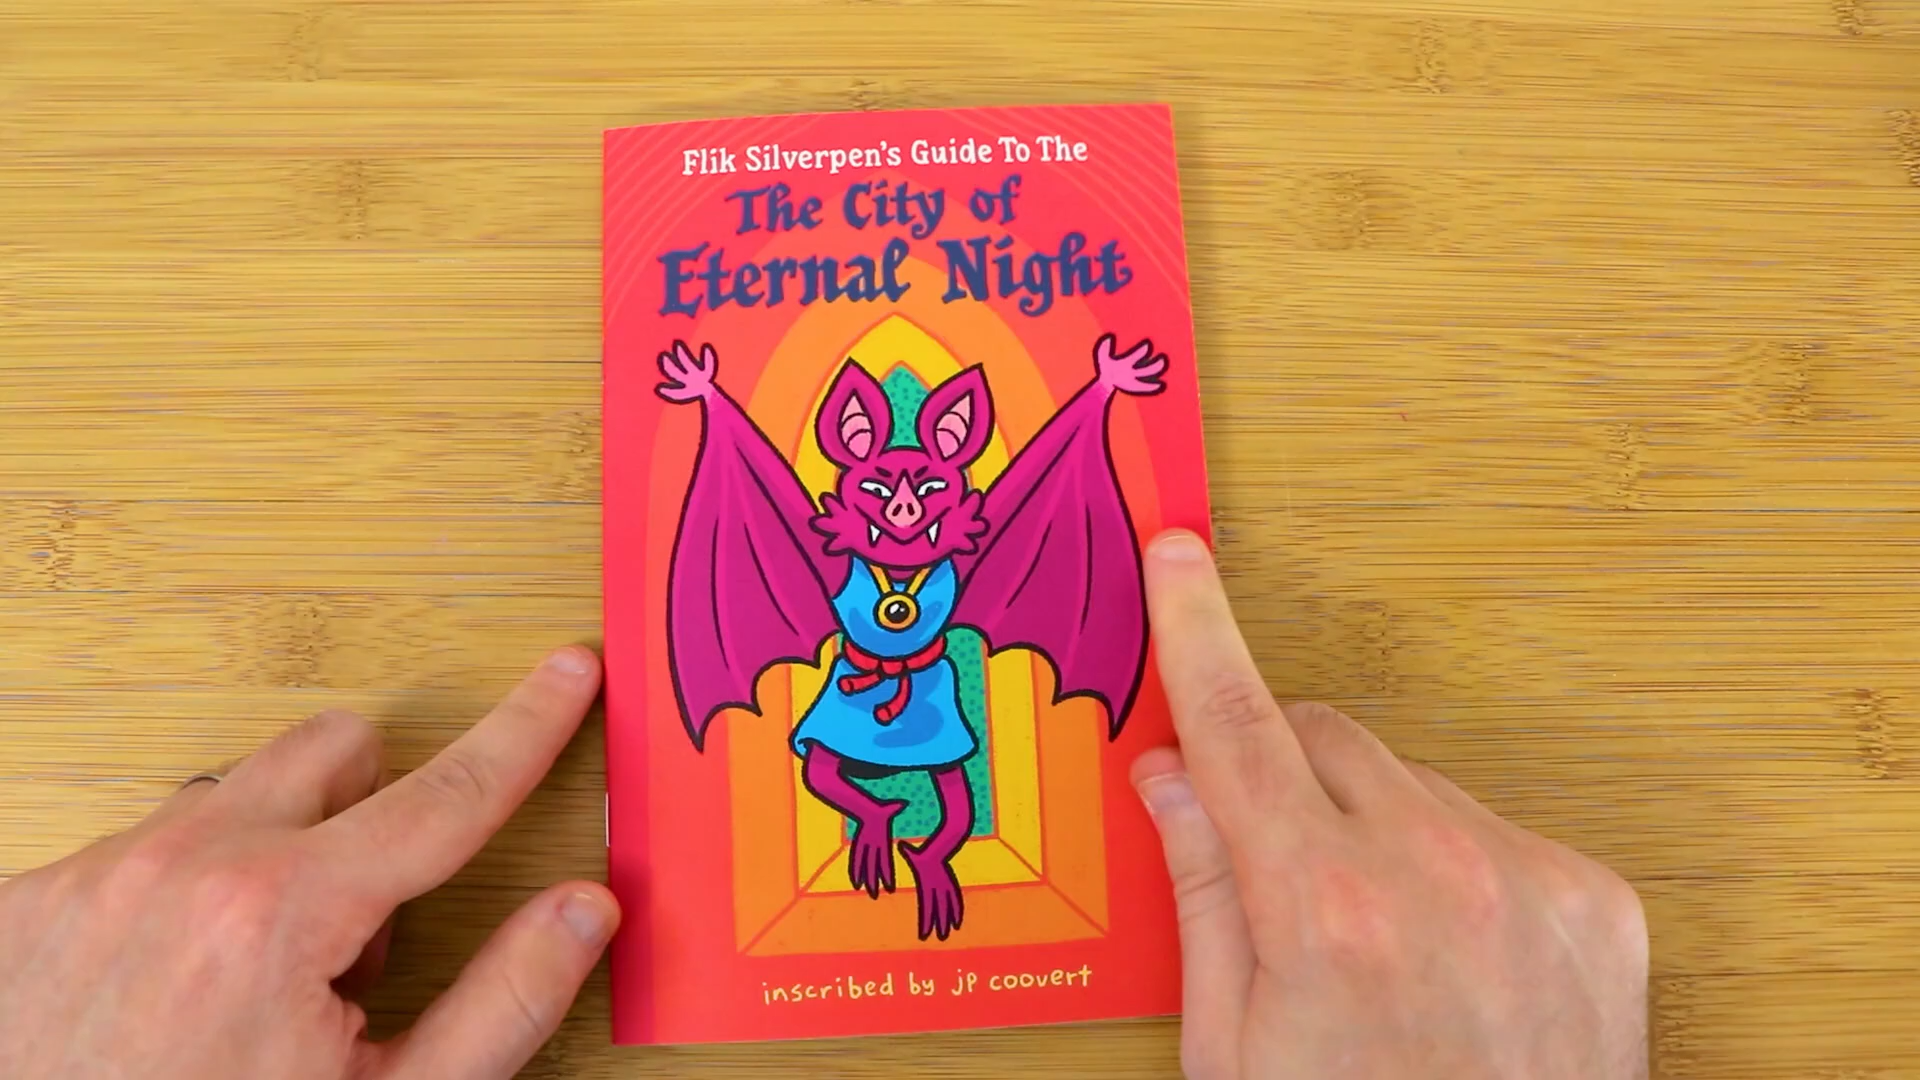 Flik Silverpen's Guide To The
The City of
Eternal Night
inscribed by jp coovert